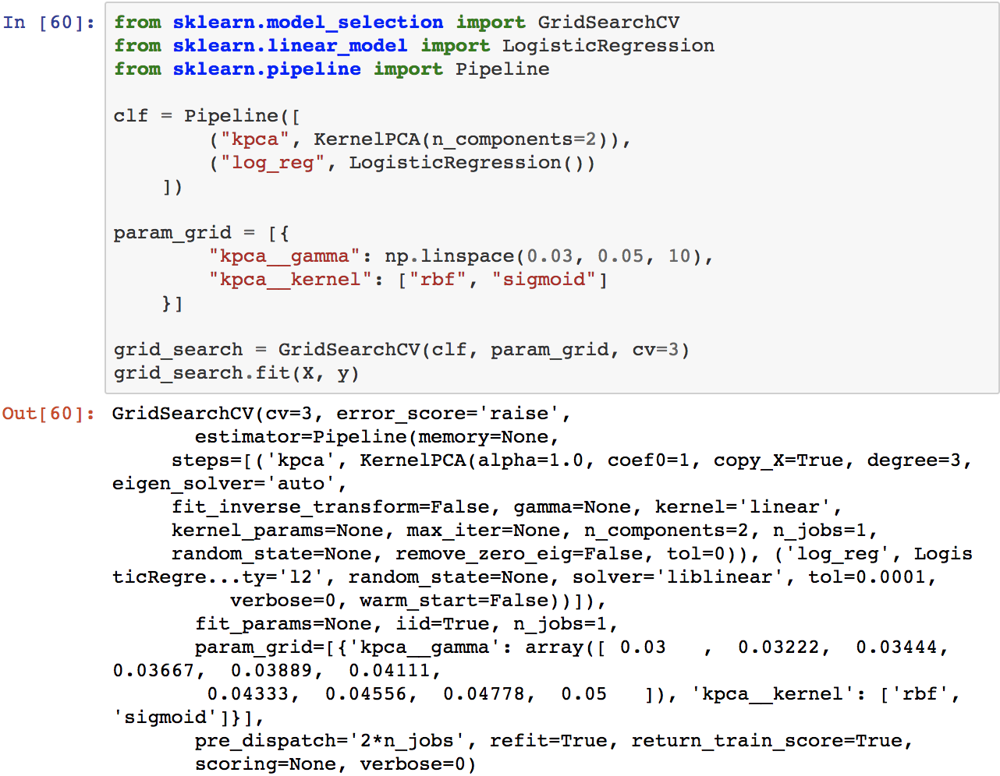 In [60]: from sklearn.model_selection import GridSearchCV
from sklearn.linear_model import LogisticRegression
from sklearn.pipeline import Pipeline
clf = Pipeline([
("kpca", KernelPCA(n_components=2)),
("log_reg", LogisticRegression())
])
param_grid = [{
"kpca__gamma": np.linspace(0.03, 0.05, 10),
"kpca__kernel": ["rbf", "sigmoid"]
}]
grid_search = GridSearchCV(clf, param_grid, cv=3)
grid_search.fit(X, y)
Out[60]: GridSearchCV(cv=3, error_score='raise',
estimator=Pipeline(memory=None,
steps=[('kpca', KernelPCA(alpha=1.0, coef0=1, copy_X=True, degree=3,
eigen_solver='auto',
fit_inverse_transform=False, gamma=None, kernel='linear',
kernel_params=None, max_iter=None, n_components=2, n_jobs=1,
random_state=None, remove_zero_eig=False, tol=0)), ('log_reg', Logis
ticRegre...ty='l2', random_state=None, solver='liblinear', tol=0.0001,
verbose=0, warm_start=False))]),
fit_params=None, iid=True, n_jobs=1,
param_grid=[{'kpca__gamma': array([ 0.03   ,  0.03222,  0.03444,
0.03667,  0.03889,  0.04111,
0.04333,  0.04556,  0.04778,  0.05   ]), 'kpca__kernel': ['rbf',
'sigmoid']}],
pre_dispatch='2*n_jobs', refit=True, return_train_score=True,
scoring=None, verbose=0)